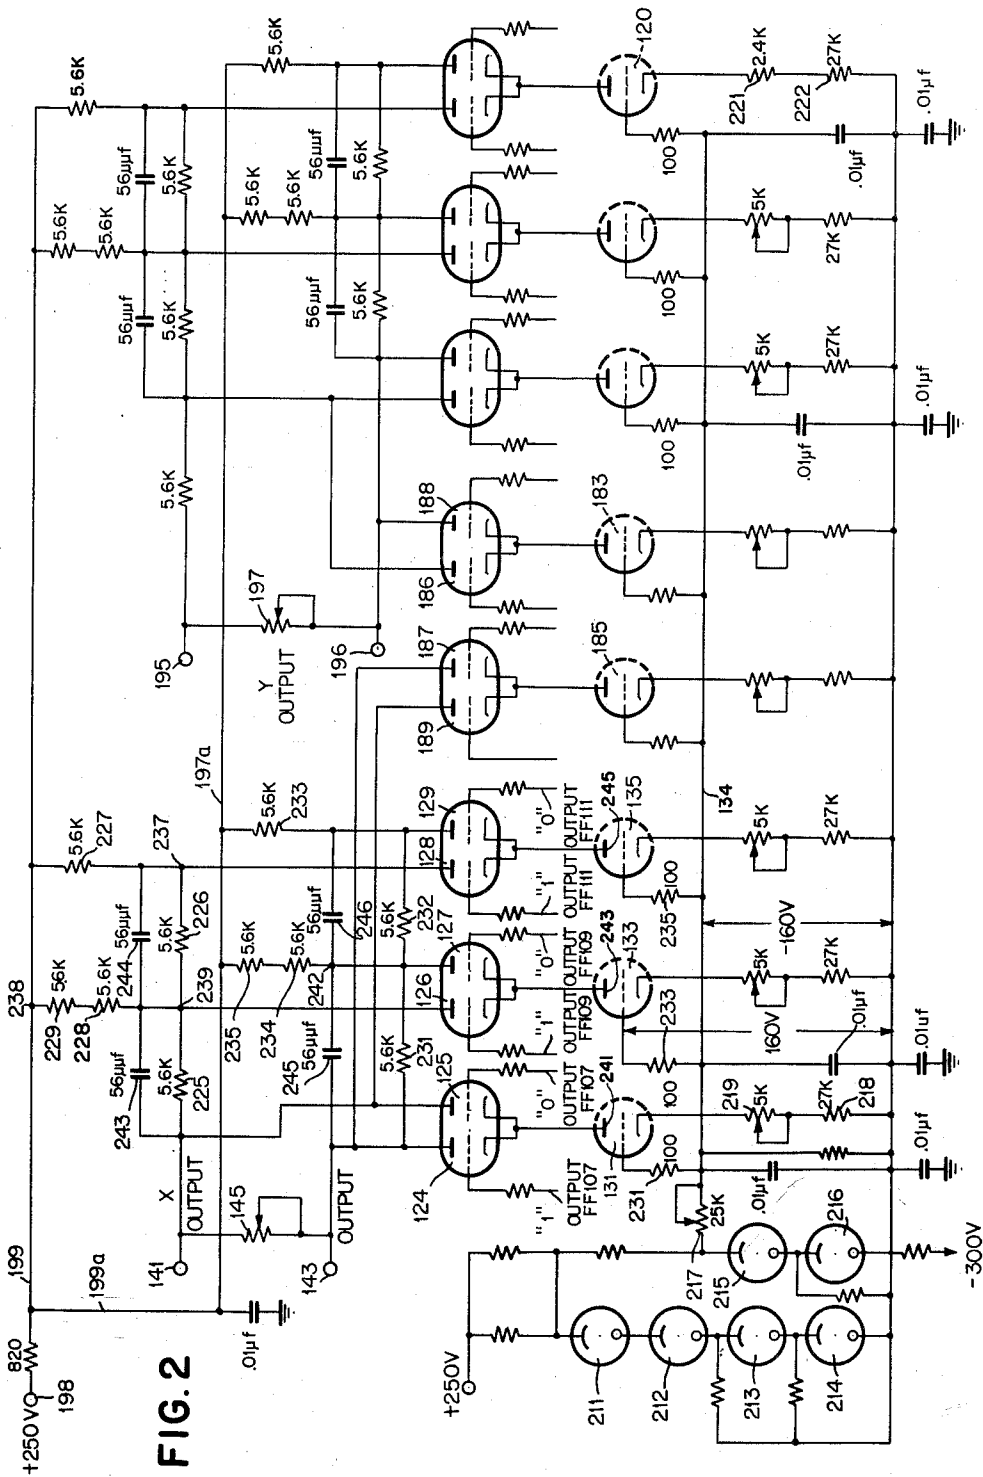 +250V
820
199
238
198
199a
229
56K
228
5.6K
5.6K
227
5.6K
5.6K
5.6K
FIG. 2
141
X
OUTPUT
243
56µµf
244
56µµf
237
56µµf
56µµf
225
5.6K
239
5.6K
226
195
5.6K
5.6K
5.6K
197a
.01µf
145
235
5.6K
234
5.6K
5.6K
233
Y
OUTPUT
197
5.6K
5.6K
5.6K
143
OUTPUT
245
56µµf
242
56µµf
246
196
56µµf
56µµf
5.6K
231
5.6K
232
5.6K
5.6K
124
125
126
127
128
129
189
187
186
188
+250V
"1"
OUTPUT
FF107
"0"
OUTPUT
FF107
"1"
OUTPUT
FF109
"0"
OUTPUT
FF109
"1"
OUTPUT
FF111
"0"
OUTPUT
FF111
211
131
241
133
243
135
245
185
183
120
212
231
100
100
233
235
100
100
100
100
217
25K
134
215
216
213
214
.01µf
219
5K
160V
5K
-160V
5K
5K
5K
221
2.4K
27K
218
.01µf
27K
27K
.01µf
27K
27K
.01µf
222
27K
-300V
.01µf
.01µf
.01µf
.01µf